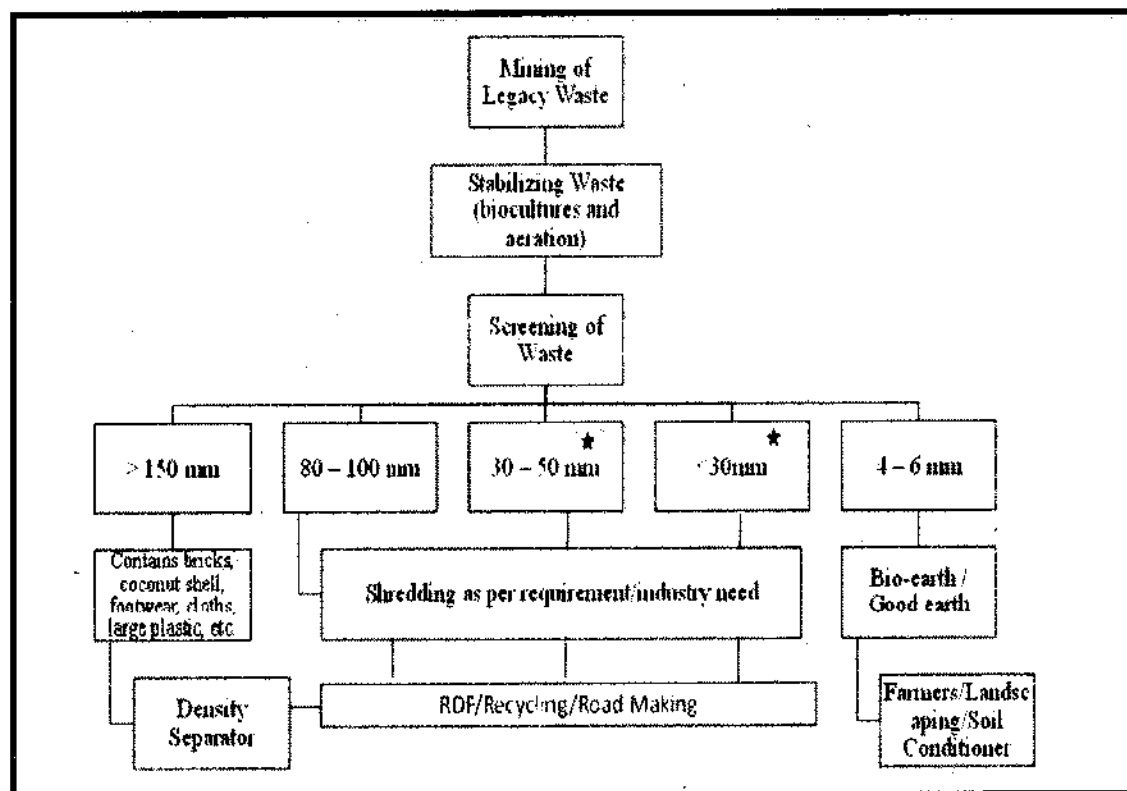 Mining of
Legacy Waste
Stabilizing Waste
(biocultures and
aeration)
Screening of
Waste
> 150 mm
80 – 100 mm
30 – 50 mm
<30mm
4 – 6 mm
Contains bricks,
coconut shell,
footwear, cloths,
large plastic, etc
Shredding as per requirement/industry need
Bio-earth /
Good earth
Density
Separator
RDF/Recycling/Road Making
Farmers/Landsc
aping/Soil
Conditioner